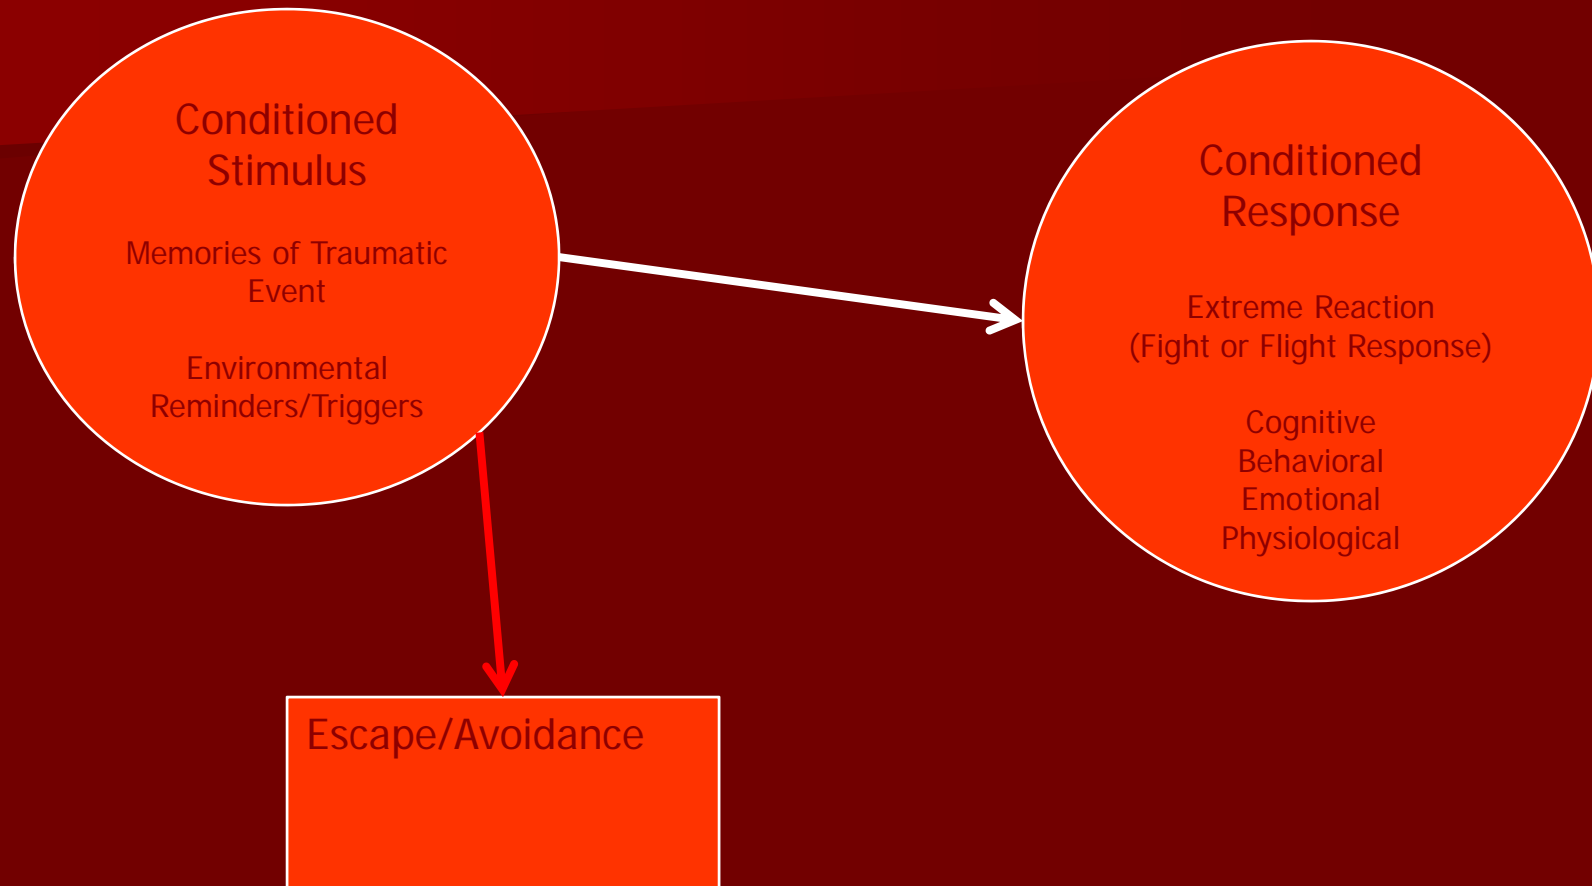 Conditioned
Stimulus
Memories of Traumatic
Event
Environmental
Reminders/Triggers
Conditioned
Response
Extreme Reaction
(Fight or Flight Response)
Cognitive
Behavioral
Emotional
Physiological
Escape/Avoidance